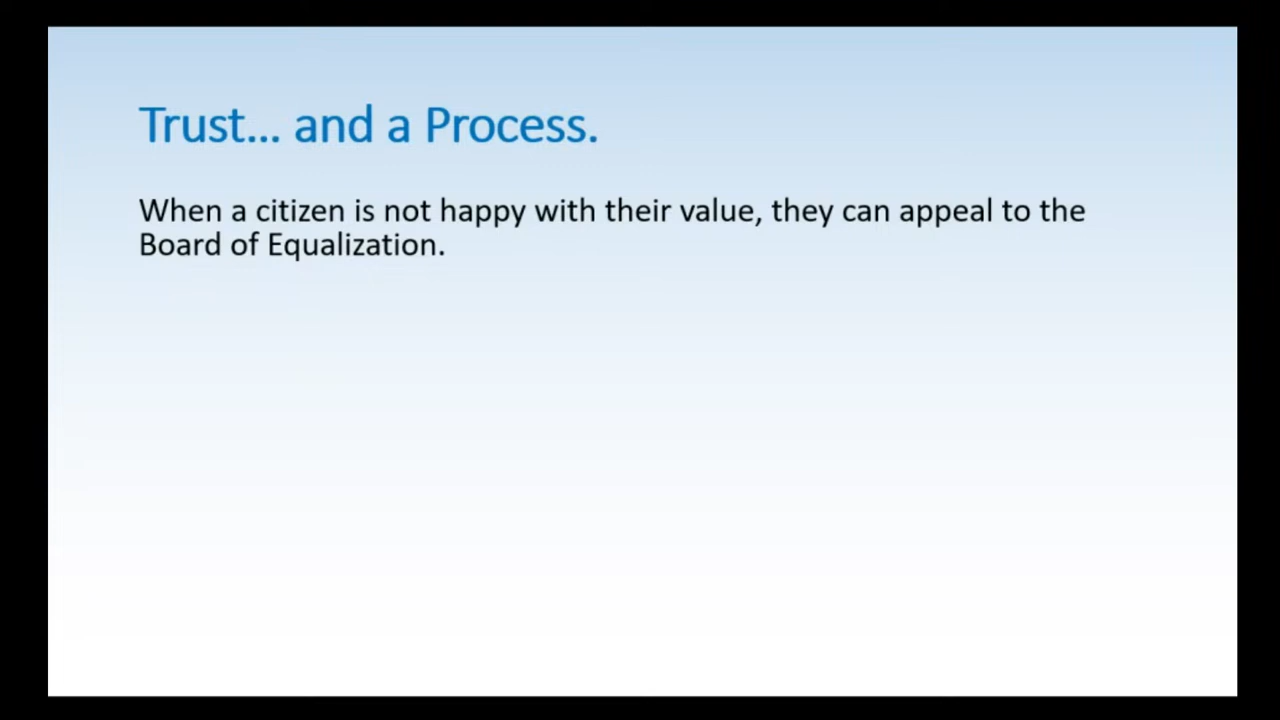 Trust... and a Process.
When a citizen is not happy with their value, they can appeal to the
Board of Equalization.